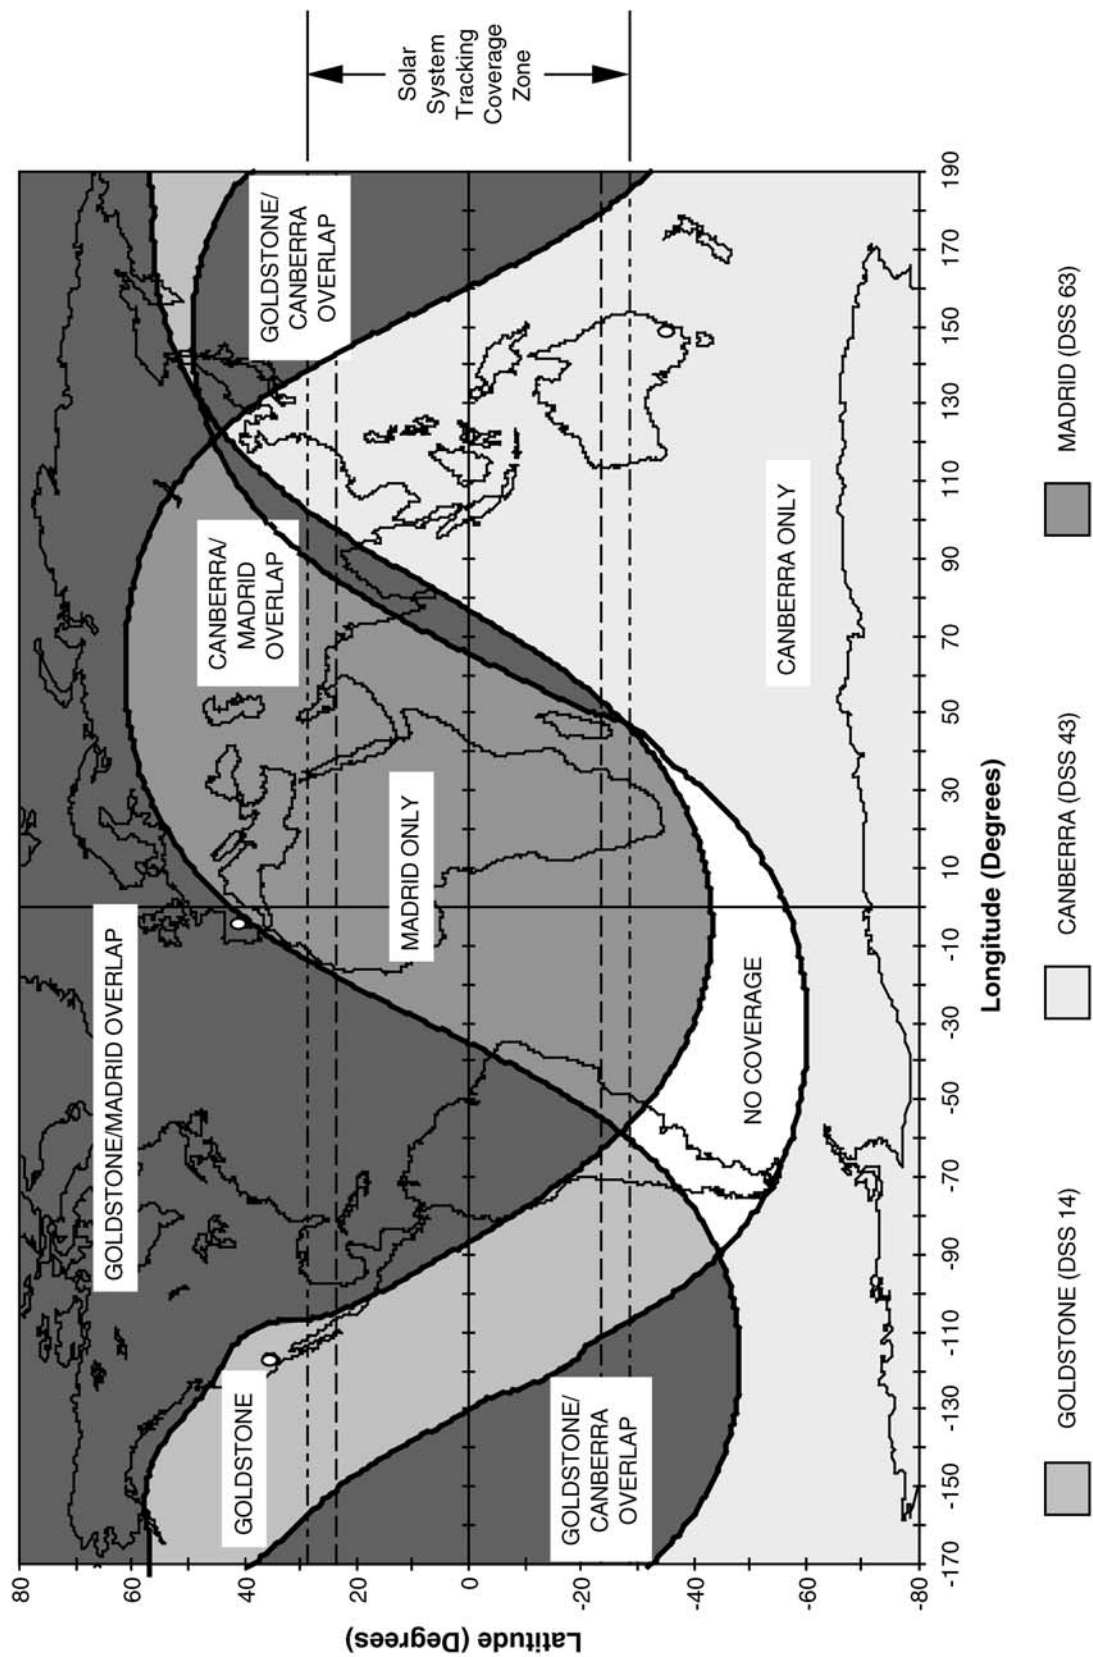 Solar
System
Tracking
Coverage
Zone
GOLDSTONE/MADRID OVERLAP
CANBERRA/
MADRID
OVERLAP
GOLDSTONE/
CANBERRA
OVERLAP
GOLDSTONE
MADRID ONLY
GOLDSTONE/
CANBERRA
OVERLAP
NO COVERAGE
CANBERRA ONLY
Latitude (Degrees)
80
60
40
20
0
-20
-40
-60
-80
-170
-150
-130
-110
-90
-70
-50
-30
-10
10
30
50
70
90
110
130
150
170
190
Longitude (Degrees)
GOLDSTONE (DSS 14)
CANBERRA (DSS 43)
MADRID (DSS 63)